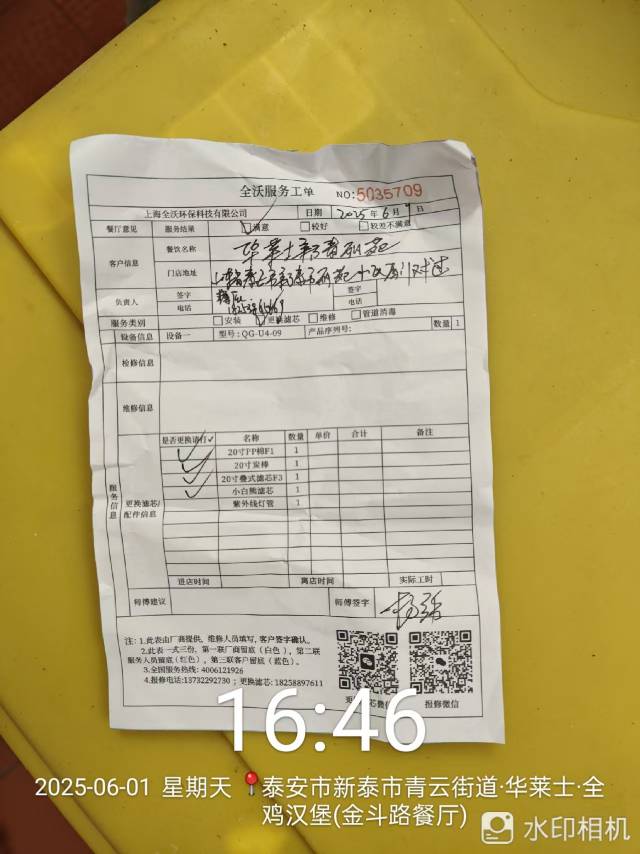 全沃服务工单 NO:5035709
上海全沃环保科技有限公司 日期 2025年6月
餐厅意见 服务结果 满意 较好 较差不满意
客户信息 餐饮名称 华莱士
门店地址
负责人 签字 签字
电话 电话
服务类别 安装 更换滤芯 维修 管道消毒
设备信息 设备一 型号:QG-U4-09 产品序列号: 数量 1
检修信息
维修信息
服务信息
更换滤芯/配件信息
是否更换请打✓ 名称 数量 单价 合计 备注
✓ 20寸PP棉F1 1
✓ 20寸炭棒 1
✓ 20寸叠式滤芯F3 1
✓ 小白熊滤芯 1
紫外线灯管 1
进店时间 离店时间 实际工时
师傅建议 师傅签字
注：1.此表由厂商提供，维修人员填写，客户签字确认。
2.此表一式三份，第一联厂商留底（白色），第二联
服务人员留底(红色)，第三联客户留底（蓝色）。
3.全国服务热线：4006121926
4.报修电话:13732292730；更换滤芯:18258897611
报修微信
16:46
2025-06-01 星期天 泰安市新泰市青云街道·华莱士·全
鸡汉堡(金斗路餐厅)
水印相机